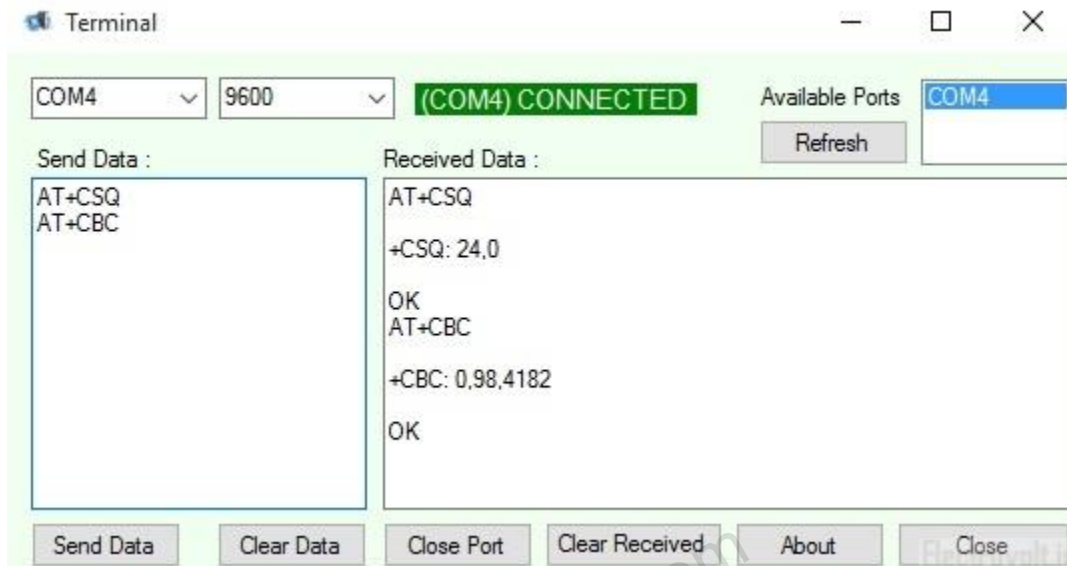 Terminal
COM4
9600
(COM4) CONNECTED
Available Ports
COM4
Refresh
Send Data :
Received Data :
AT+CSQ
AT+CBC
AT+CSQ
+CSQ: 24,0
OK
AT+CBC
+CBC: 0,98,4182
OK
Send Data
Clear Data
Close Port
Clear Received
About
Close